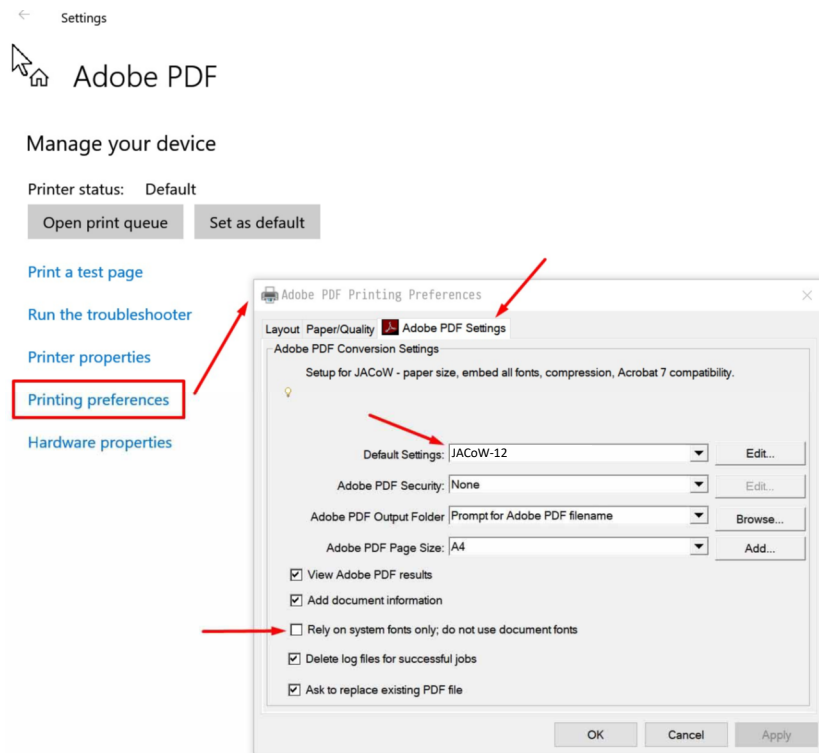 Settings
Adobe PDF
Manage your device
Printer status: Default
Open print queue Set as default
Print a test page
Run the troubleshooter
Printer properties
Printing preferences
Hardware properties
Adobe PDF Printing Preferences
Layout Paper/Quality Adobe PDF Settings
Adobe PDF Conversion Settings
Setup for JACoW - paper size, embed all fonts, compression, Acrobat 7 compatibility.
Default Settings: JACoW-12 Edit...
Adobe PDF Security: None Edit...
Adobe PDF Output Folder Prompt for Adobe PDF filename Browse...
Adobe PDF Page Size: A4 Add...
View Adobe PDF results
Add document information
Rely on system fonts only; do not use document fonts
Delete log files for successful jobs
Ask to replace existing PDF file
OK Cancel Apply